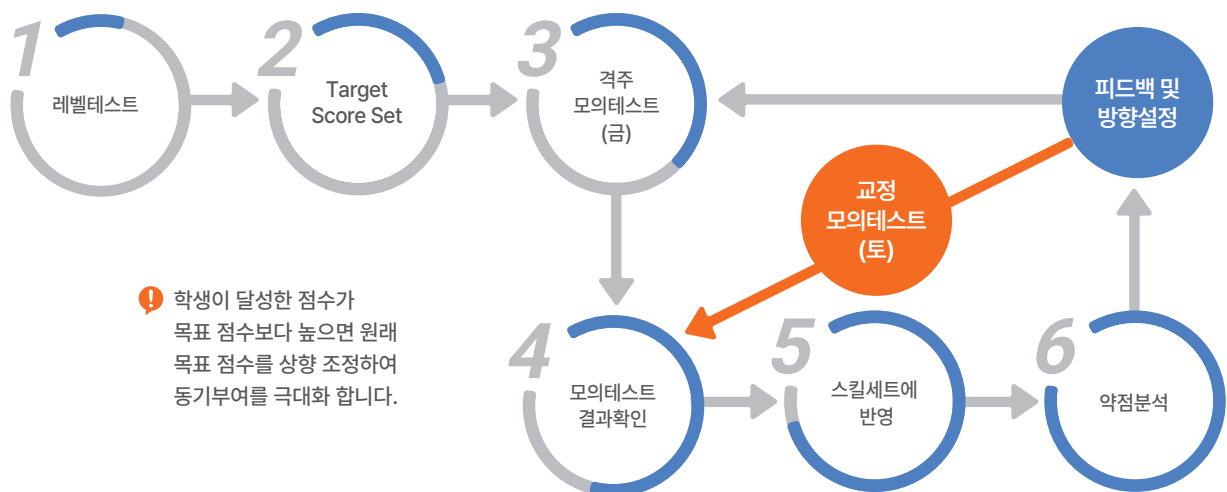 1
레벨테스트
2
Target
Score Set
3
격주
모의테스트
(금)
피드백 및
방향설정
교정
모의테스트
(토)
! 학생이 달성한 점수가
목표 점수보다 높으면 원래
목표 점수를 상향 조정하여
동기부여를 극대화 합니다.
4
모의테스트
결과확인
5
스킬세트에
반영
6
약점분석